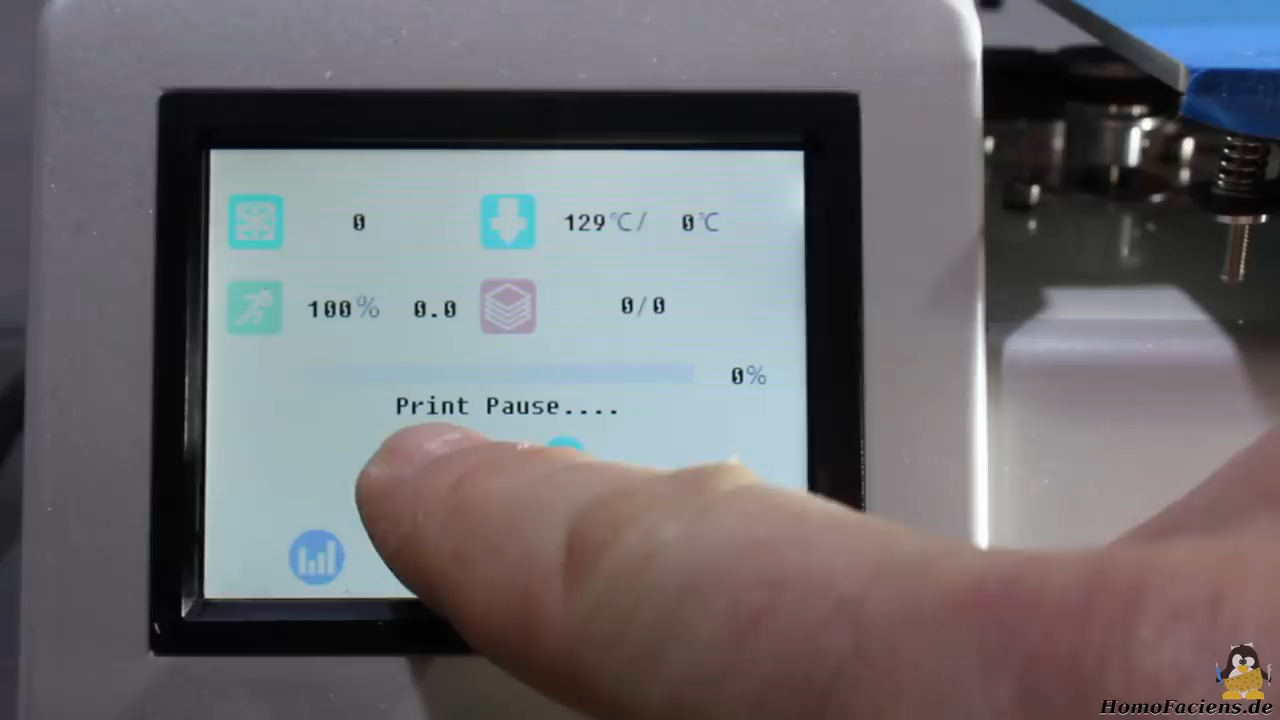 0 129°C/ 0°C
100% 0.0 0/0
0%
Print Pause....
HomoFaciens.de